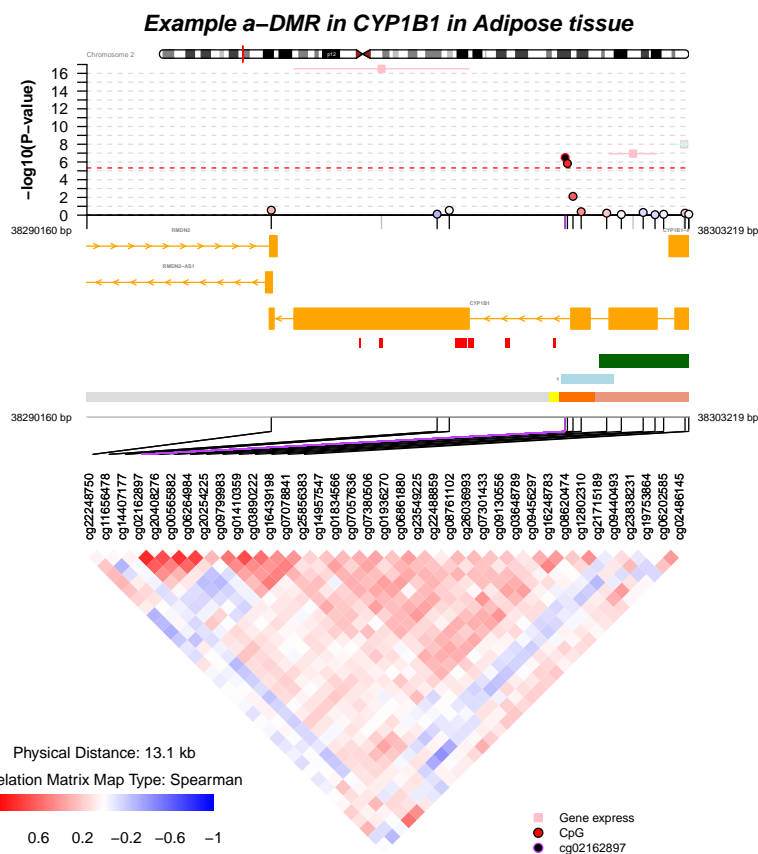 Example a–DMR in CYP1B1 in Adipose tissue
Chromosome 2
p12
−log10(P−value)
16
14
12
10
8
6
4
2
0
38290160 bp
38303219 bp
RMDN2
CYP1B1−A
RMDN2−AS1
CYP1B1
38290160 bp
38303219 bp
cg22248750
cg11656478
cg14407177
cg02162897
cg20408276
cg00565882
cg06264984
cg20254225
cg09799983
cg01410359
cg03890222
cg16439198
cg07078841
cg25856383
cg14957547
cg01834566
cg07057636
cg07380506
cg01936270
cg06861880
cg23549225
cg22488859
cg08761102
cg26036993
cg07301433
cg09130556
cg03648789
cg09456297
cg16248783
cg08620474
cg12802310
cg21715189
cg09440493
cg23838231
cg19753864
cg06202585
cg02486145
Physical Distance: 13.1 kb
elation Matrix Map Type: Spearman
0.6 0.2 −0.2 −0.6 −1
Gene express
CpG
cg02162897